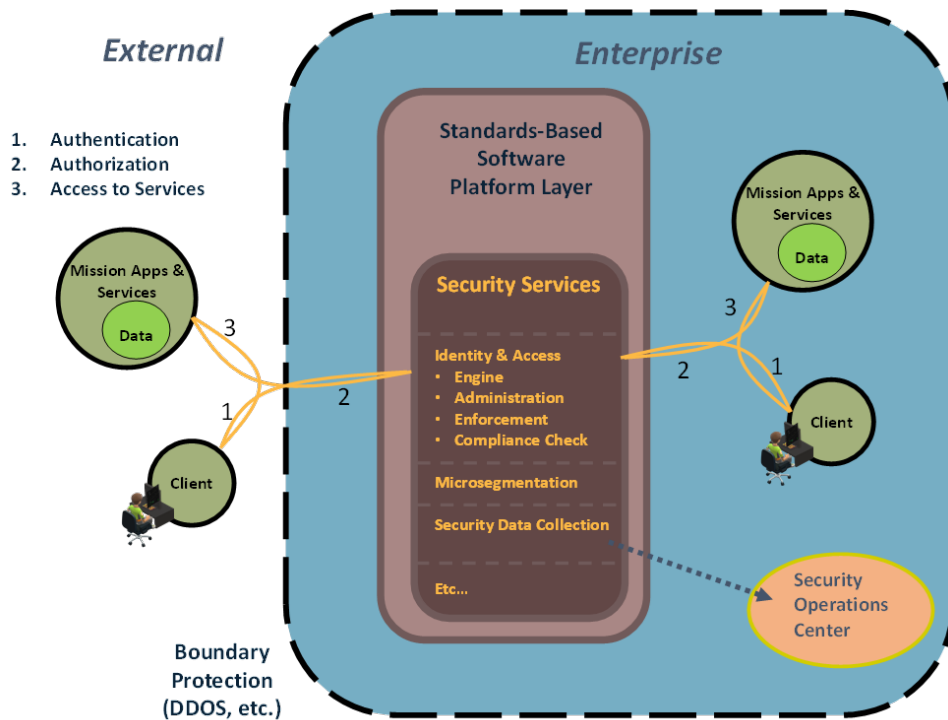 External
Enterprise
1. Authentication
2. Authorization
3. Access to Services
Mission Apps &
Services
Data
3
1
2
Client
Boundary
Protection
(DDOS, etc.)
Standards-Based
Software
Platform Layer
Security Services
Identity & Access
• Engine
• Administration
• Enforcement
• Compliance Check
Microsegmentation
Security Data Collection
Etc...
Mission Apps &
Services
Data
3
2
1
Client
Security
Operations
Center